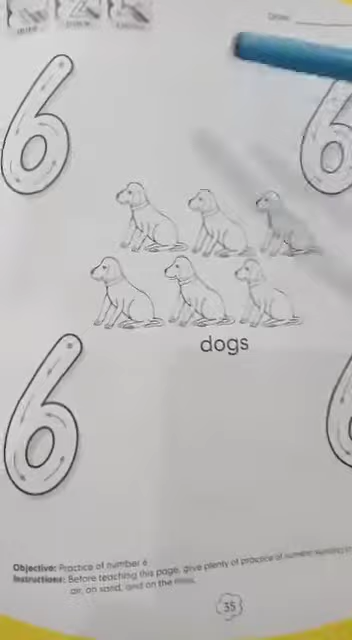 6
6
dogs
6
6
Objective: Practice of number 6
Instructions: Before teaching this page, give plenty of practice of
air, on sand, and on the
35